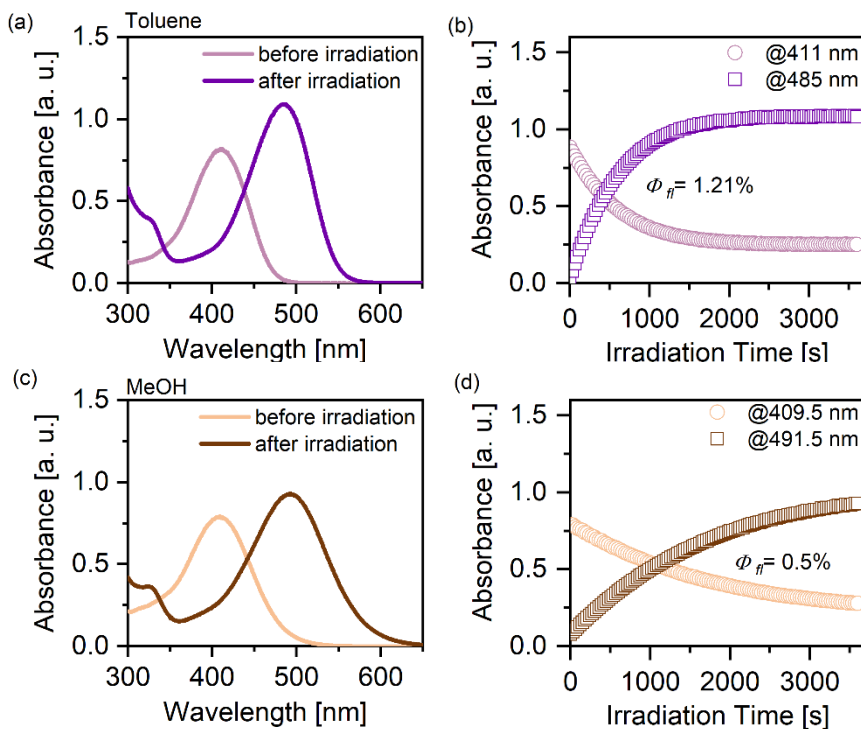 (a)
Toluene
1.5
1.0
0.5
0.0
Absorbance [a. u.]
before irradiation
after irradiation
300
400
500
600
Wavelength [nm]
(b)
1.5
1.0
0.5
0.0
Absorbance [a. u.]
@411 nm
@485 nm
Φ fl= 1.21%
0
1000
2000
3000
Irradiation Time [s]
(c)
MeOH
1.5
1.0
0.5
0.0
Absorbance [a. u.]
before irradiation
after irradiation
300
400
500
600
Wavelength [nm]
(d)
1.5
1.0
0.5
0.0
Absorbance [a. u.]
@409.5 nm
@491.5 nm
Φ fl= 0.5%
0
1000
2000
3000
Irradiation Time [s]